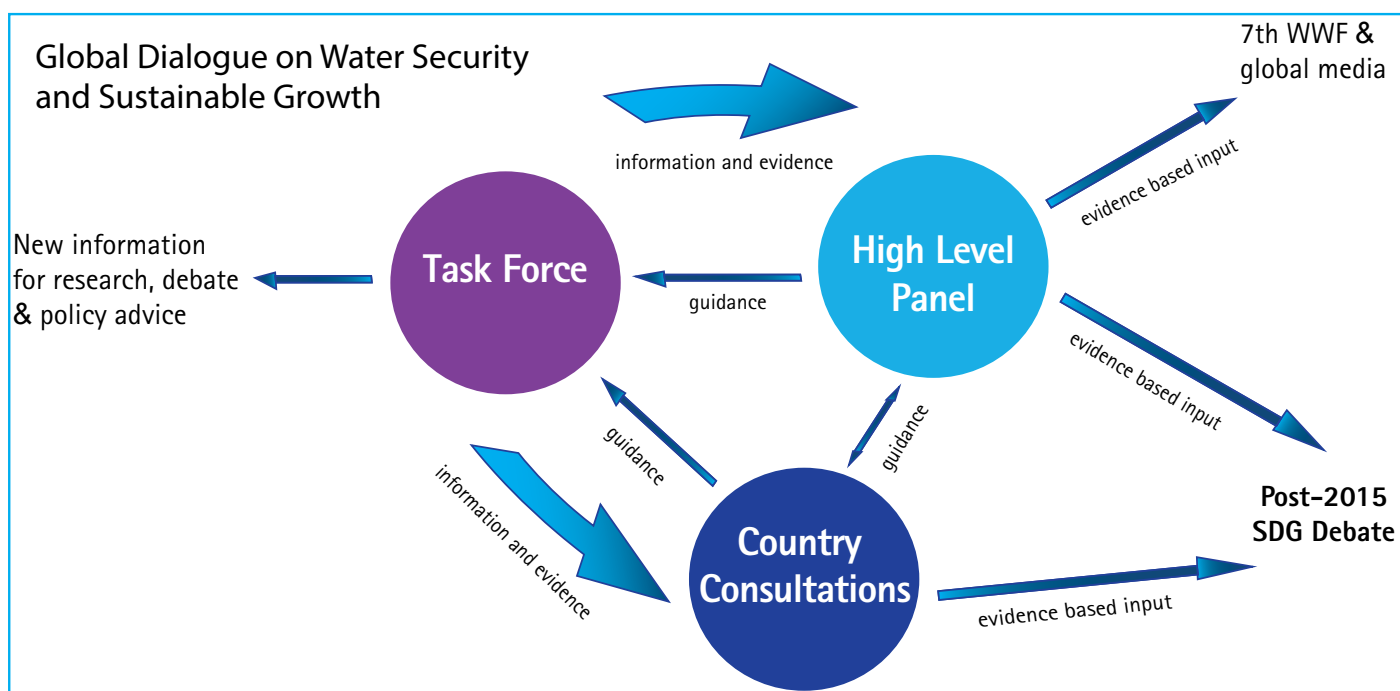 Global Dialogue on Water Security
and Sustainable Growth
7th WWF &
global media
information and evidence
evidence based input
New information
for research, debate
& policy advice
Task Force
guidance
High Level
Panel
evidence based input
guidance
guidance
information and evidence
Country
Consultations
evidence based input
Post-2015
SDG Debate